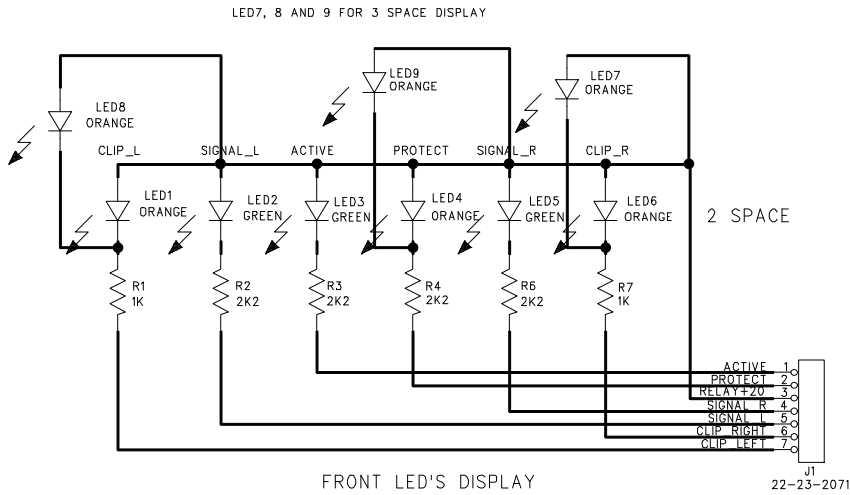 LED7, 8 AND 9 FOR 3 SPACE DISPLAY
LED9
ORANGE
LED7
ORANGE
LED8
ORANGE
CLIP_L
SIGNAL_L
ACTIVE
PROTECT
SIGNAL_R
CLIP_R
LED1
ORANGE
LED2
GREEN
LED3
GREEN
LED4
ORANGE
LED5
GREEN
LED6
ORANGE
2 SPACE
R1
1K
R2
2K2
R3
2K2
R4
2K2
R6
2K2
R7
1K
ACTIVE 1
PROTECT 2
RELAY+20 3
SIGNAL_R 4
SIGNAL_L 5
CLIP_RIGHT 6
CLIP_LEFT 7
J1
22-23-2071
FRONT LED'S DISPLAY